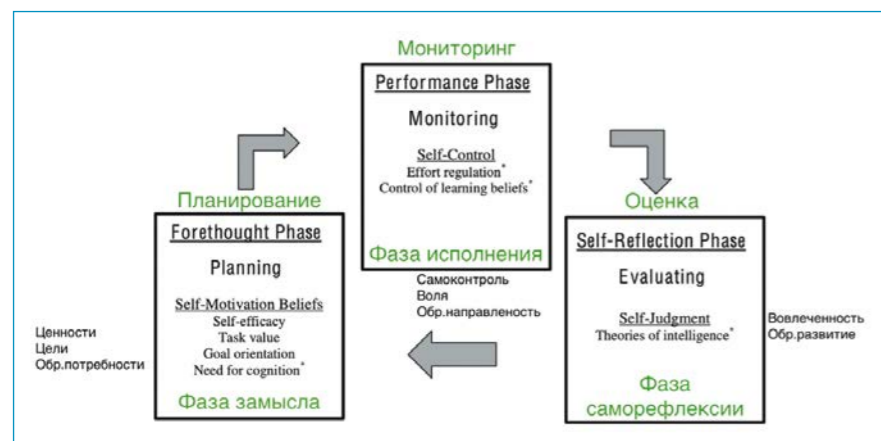 Мониторинг
Performance Phase
Monitoring
Self-Control
Effort regulation*
Control of learning beliefs*
Фаза исполнения
Самоконтроль
Воля
Обр.направленость
Планирование
Forethought Phase
Planning
Self-Motivation Beliefs
Self-efficacy
Task value
Goal orientation
Need for cognition*
Фаза замысла
Ценности
Цели
Обр.потребности
Оценка
Self-Reflection Phase
Evaluating
Self-Judgment
Theories of intelligence*
Фаза
саморефлексии
Вовлеченность
Обр.развитие